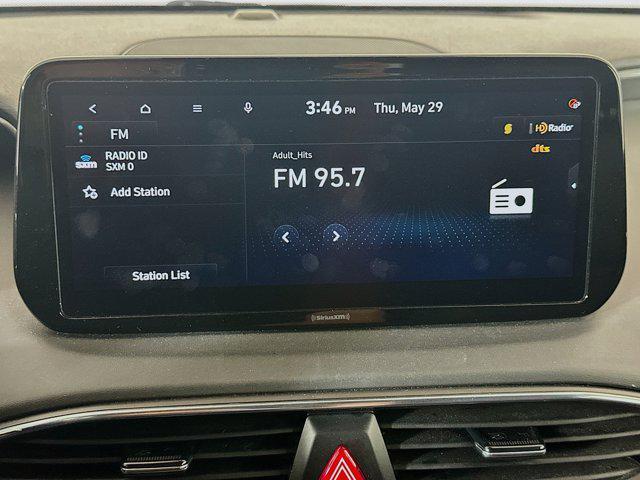 3:46 PM Thu, May 29
FM
HD Radio
dts
sxm
RADIO ID
SXM 0
Add Station
Adult_Hits
FM 95.7
Station List
((SiriusXM))